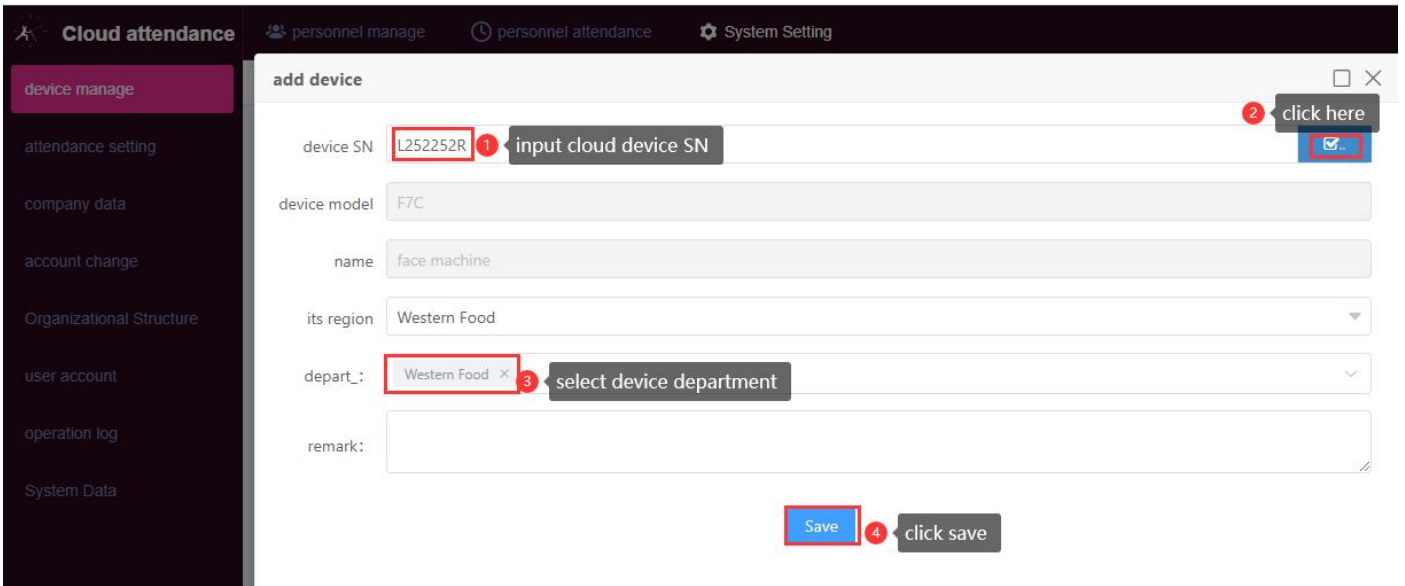 Cloud attendance
personnel manage
personnel attendance
System Setting
device manage
attendance setting
company data
account change
Organizational Structure
user account
operation log
System Data
add device
2 click here
device SN L252252R 1 input cloud device SN
..
device model F7C
name face machine
its region Western Food
depart_: Western Food × 3 select device department
remark:
Save 4 click save